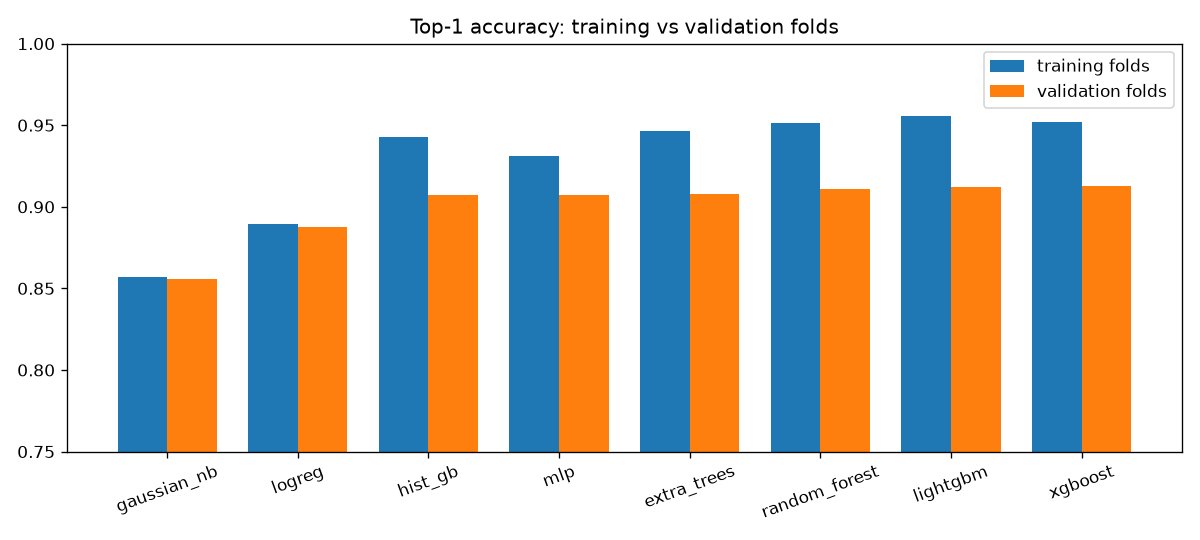 Top-1 accuracy: training vs validation folds
training folds
validation folds
1.00
0.95
0.90
0.85
0.80
0.75
gaussian_nb
logreg
hist_gb
mlp
extra_trees
random_forest
lightgbm
xgboost